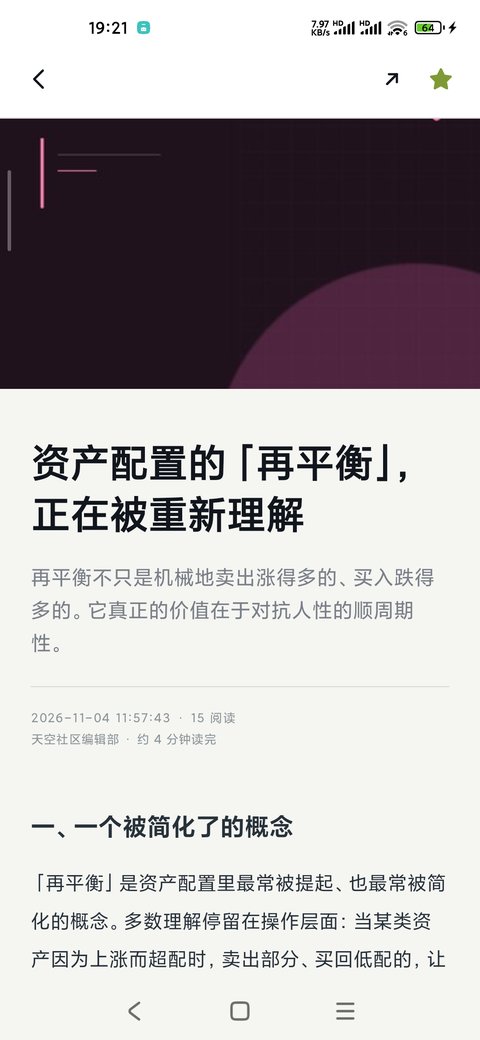 19:21
7.97 KB/s HD HD 6 64
资产配置的「再平衡」，
正在被重新理解
再平衡不只是机械地卖出涨得多的、买入跌得
多的。它真正的价值在于对抗人性的顺周期
性。
2026-11-04 11:57:43 · 15 阅读
天空社区编辑部 · 约 4 分钟读完
一、一个被简化了的概念
「再平衡」是资产配置里最常被提起、也最常被简
化的概念。多数理解停留在操作层面：当某类资
产因为上涨而超配时，卖出部分、买回低配的，让